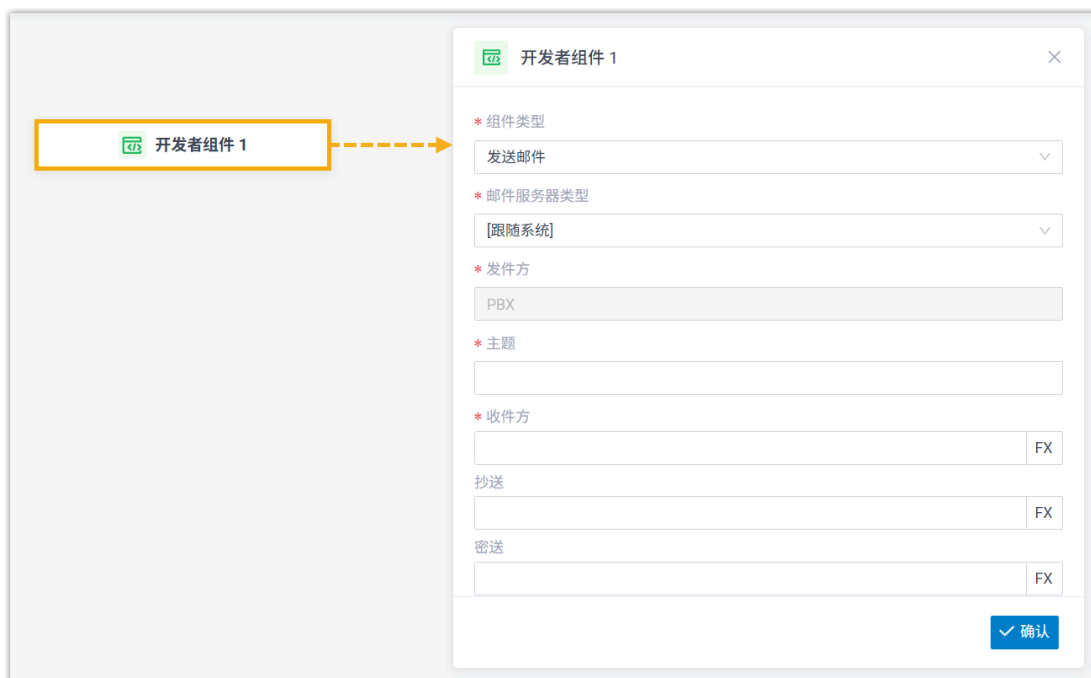 开发者组件 1
开发者组件 1
* 组件类型
发送邮件
* 邮件服务器类型
[跟随系统]
* 发件方
PBX
* 主题
* 收件方
FX
抄送
FX
密送
FX
确认